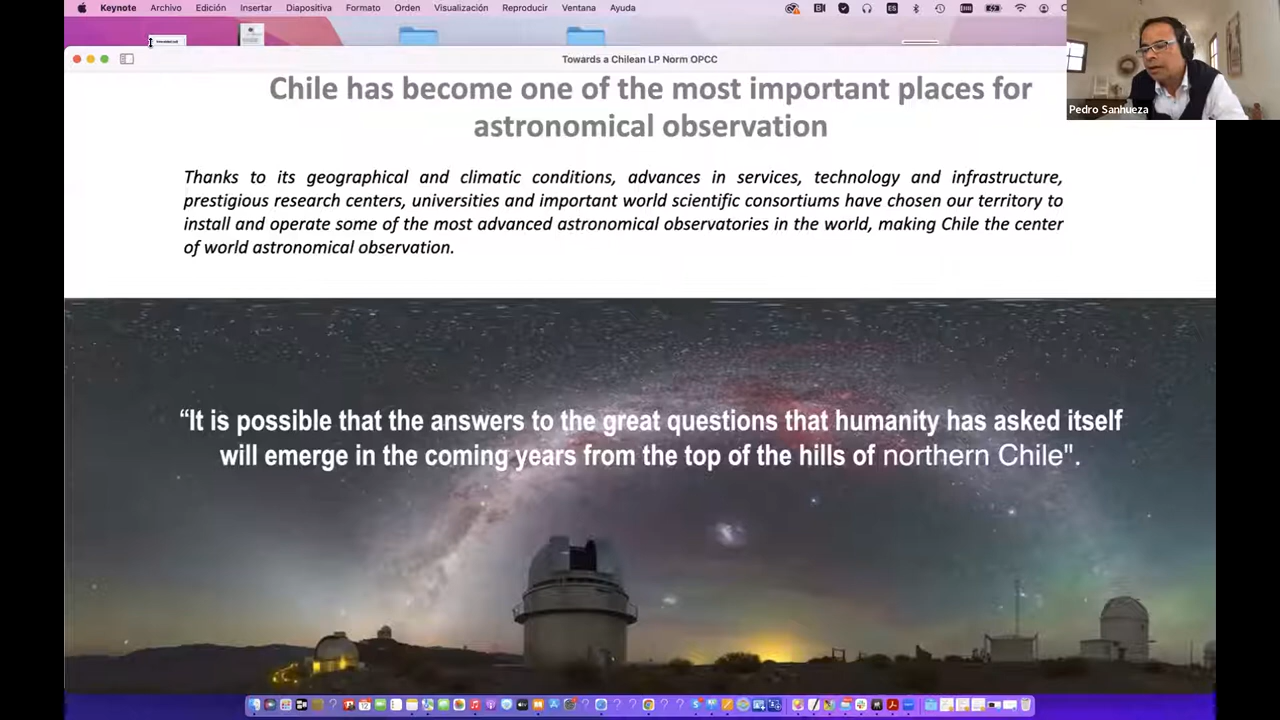 Keynote Archivo Edición Insertar Diapositiva Formato Orden Visualización Reproducir Ventana Ayuda
Towards a Chilean LP Norm OPCC
Chile has become one of the most important places for
astronomical observation
Pedro Sanhueza
Thanks to its geographical and climatic conditions, advances in services, technology and infrastructure,
prestigious research centers, universities and important world scientific consortiums have chosen our territory to
install and operate some of the most advanced astronomical observatories in the world, making Chile the center
of world astronomical observation.
“It is possible that the answers to the great questions that humanity has asked itself
will emerge in the coming years from the top of the hills of northern Chile".